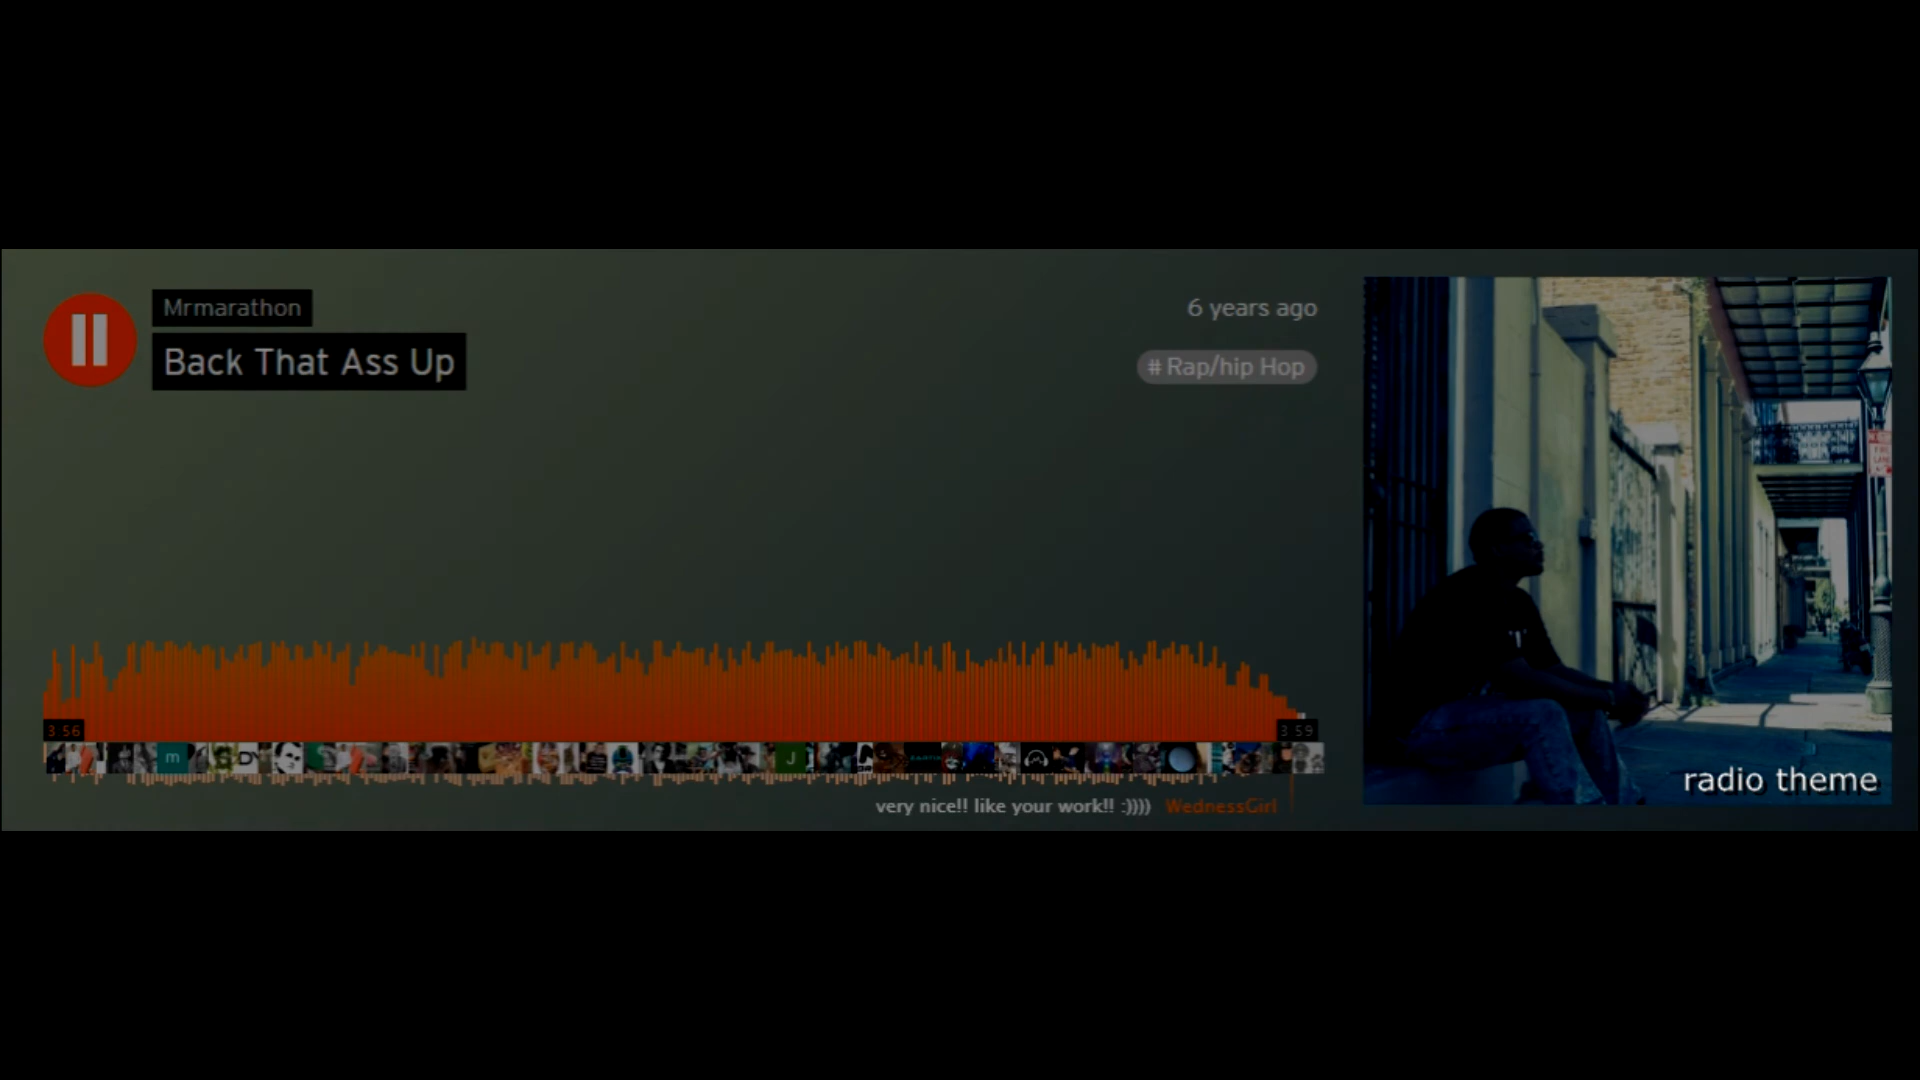 Mrmarathon
Back That Ass Up
6 years ago
# Rap/hip Hop
3:56
3:59
m
J
very nice!! like your work!! :)))) WednessGirl
radio theme